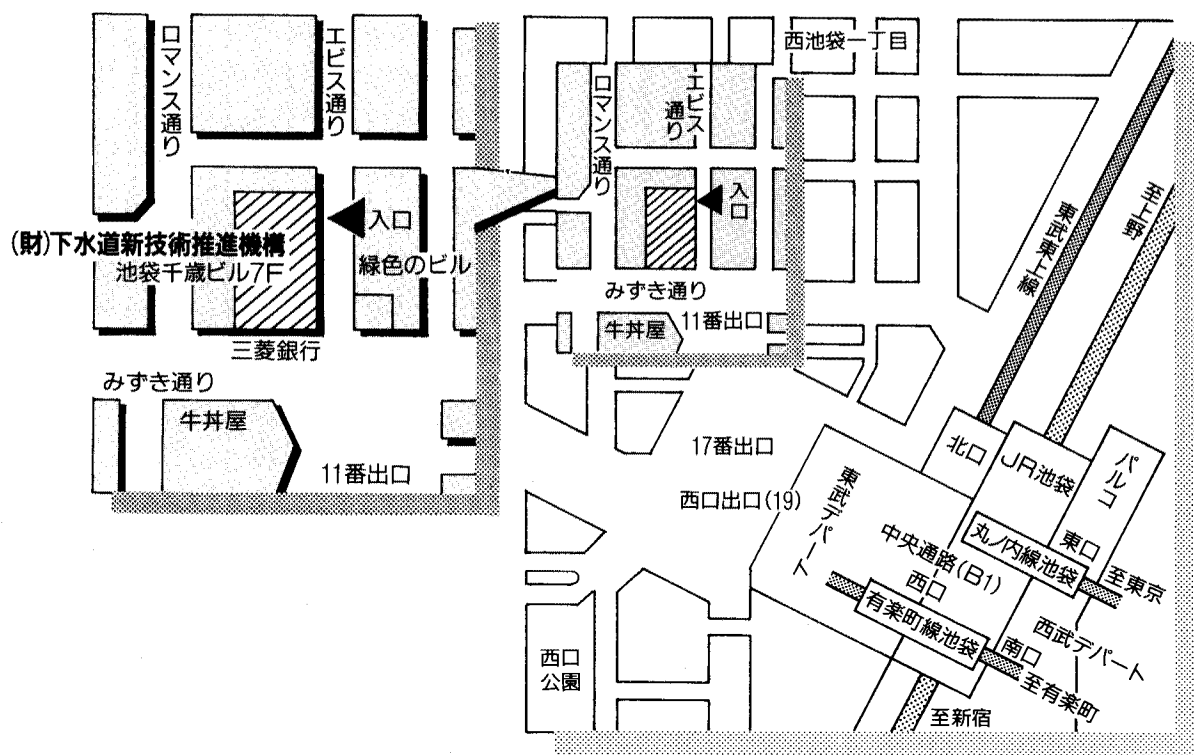 ロマンス通り
エビス通り
入口
(財)下水道新技術推進機構
池袋千歳ビル7F
緑色のビル
三菱銀行
みずき通り
牛丼屋
11番出口
西池袋一丁目
ロマンス通り
エビス
通り
入口
みずき通り
牛丼屋
11番出口
17番出口
西口出口(19)
東武東上線
至上野
北口
JR池袋
パルコ
東武デパート
中央通路(B1)
西口
丸ノ内線池袋
東口
至東京
有楽町線池袋
南口
西武デパート
至有楽町
至新宿
西口
公園